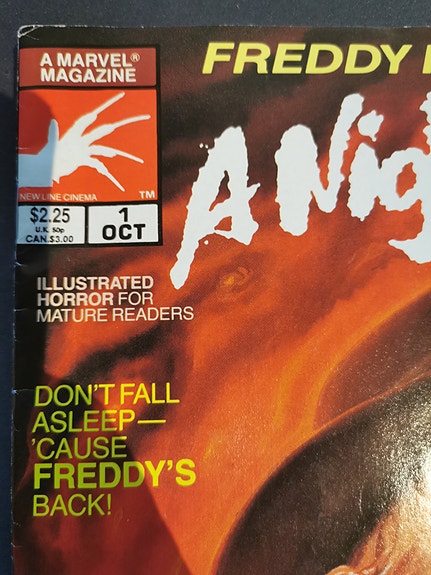 A MARVEL®
MAGAZINE
FREDDY
A Nig
NEW LINE CINEMA
TM
$2.25
U.K. 50p
CAN.$3.00
1
OCT
ILLUSTRATED
HORROR FOR
MATURE READERS
DON'T FALL
ASLEEP—
'CAUSE
FREDDY'S
BACK!